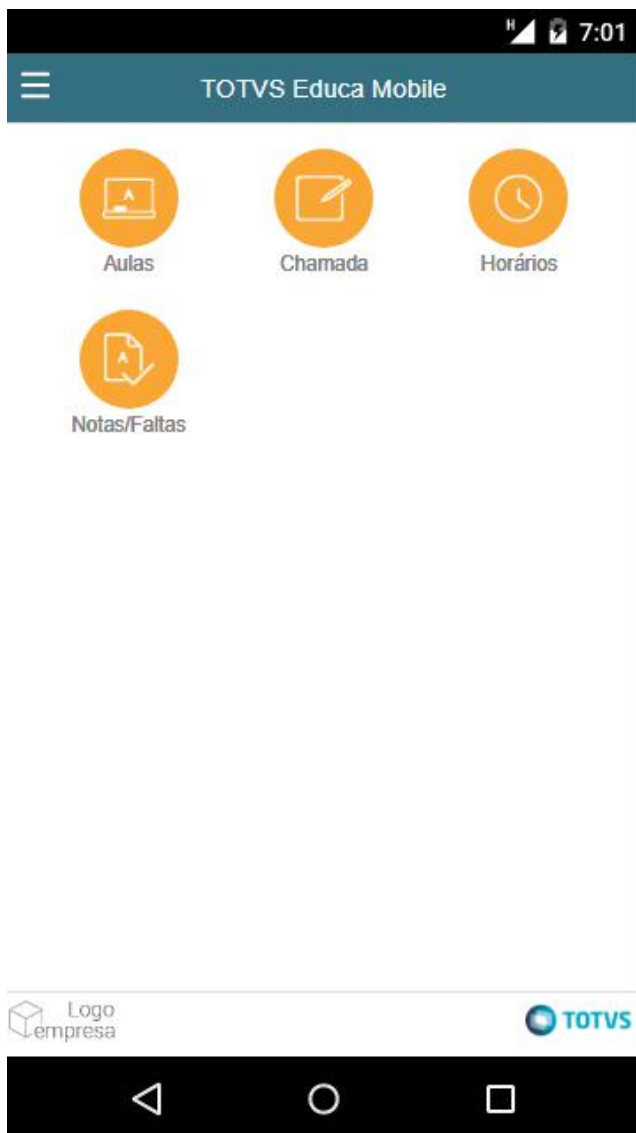 H 7:01
TOTVS Educa Mobile
A
Aulas Chamada Horários
A
Notas/Faltas
Logo
empresa
TOTVS